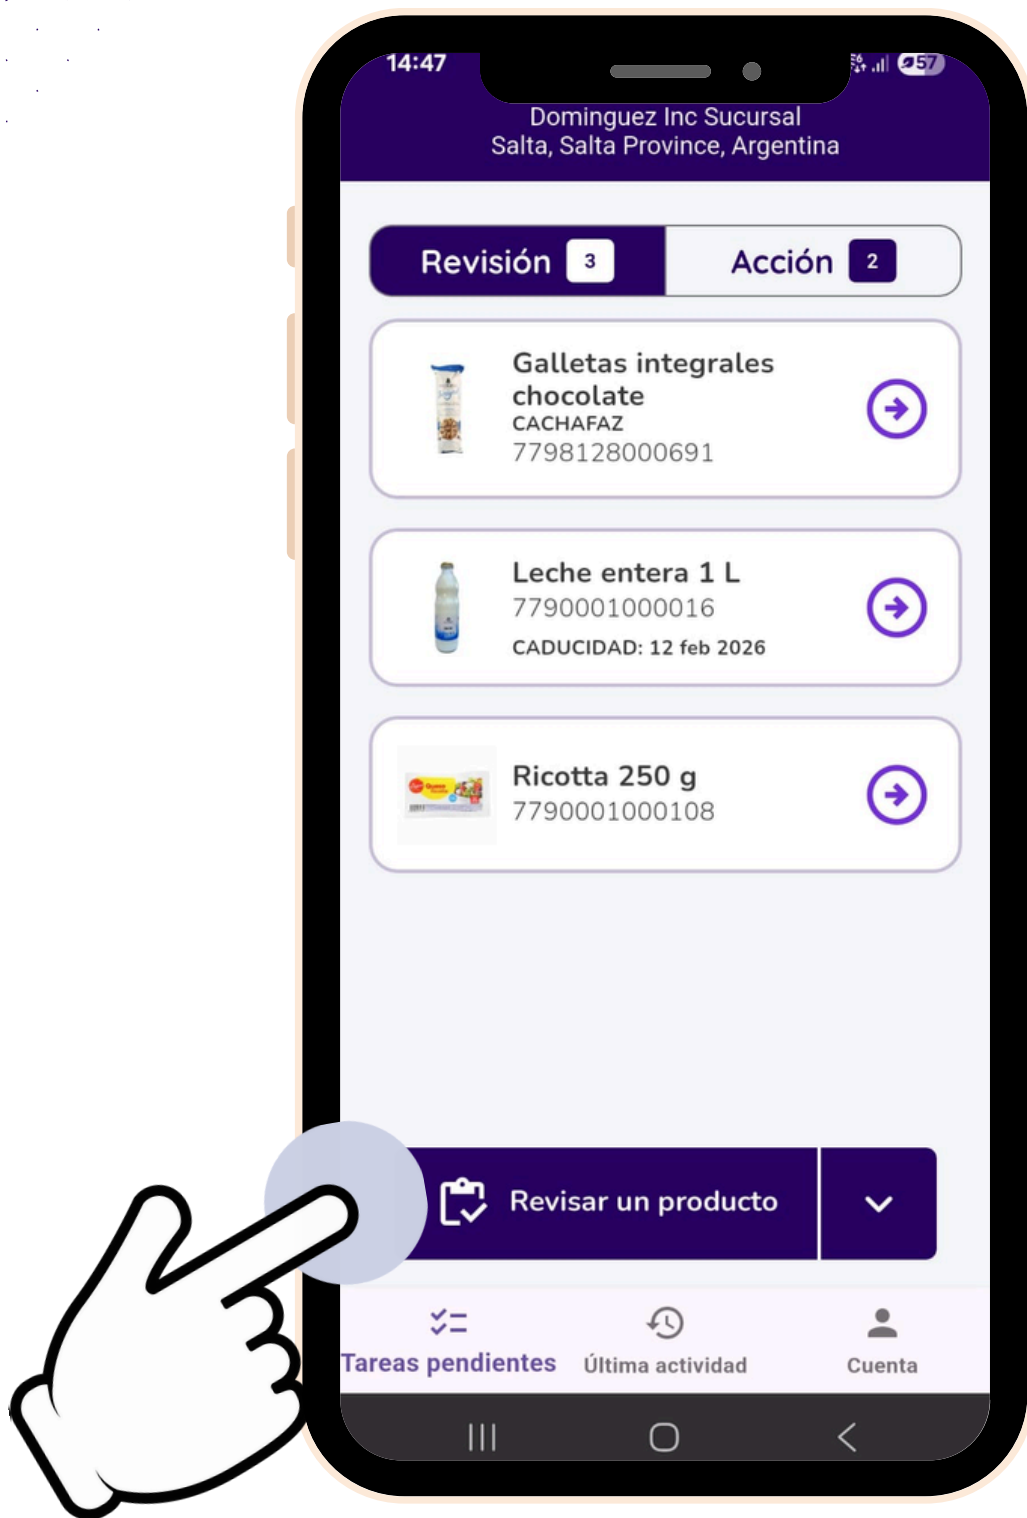 14:47
57
Dominguez Inc Sucursal
Salta, Salta Province, Argentina
Revisión 3
Acción 2
Galletas integrales
chocolate
CACHAFAZ
7798128000691
Leche entera 1 L
7790001000016
CADUCIDAD: 12 feb 2026
Ricotta 250 g
7790001000108
Revisar un producto
Tareas pendientes
Última actividad
Cuenta